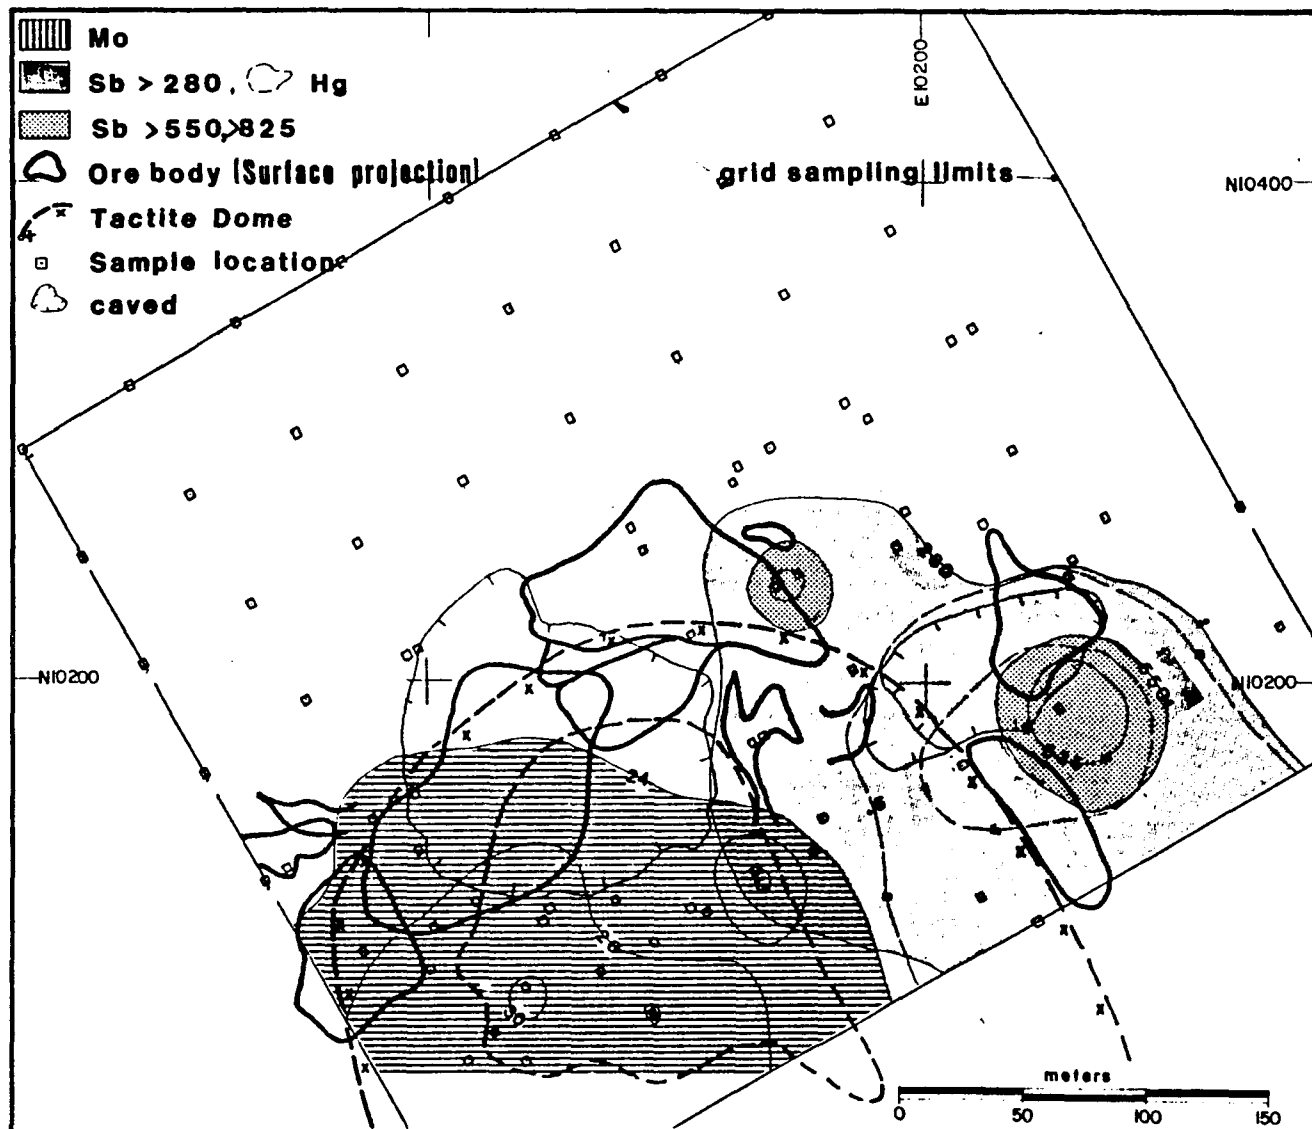 Mo
Sb > 280, Hg
Sb >550,>825
Ore body (Surface projection)
Tactite Dome
Sample location
caved
E10200
grid sampling limits
N10400
N10200
N10200
24
meters
0 50 100 150